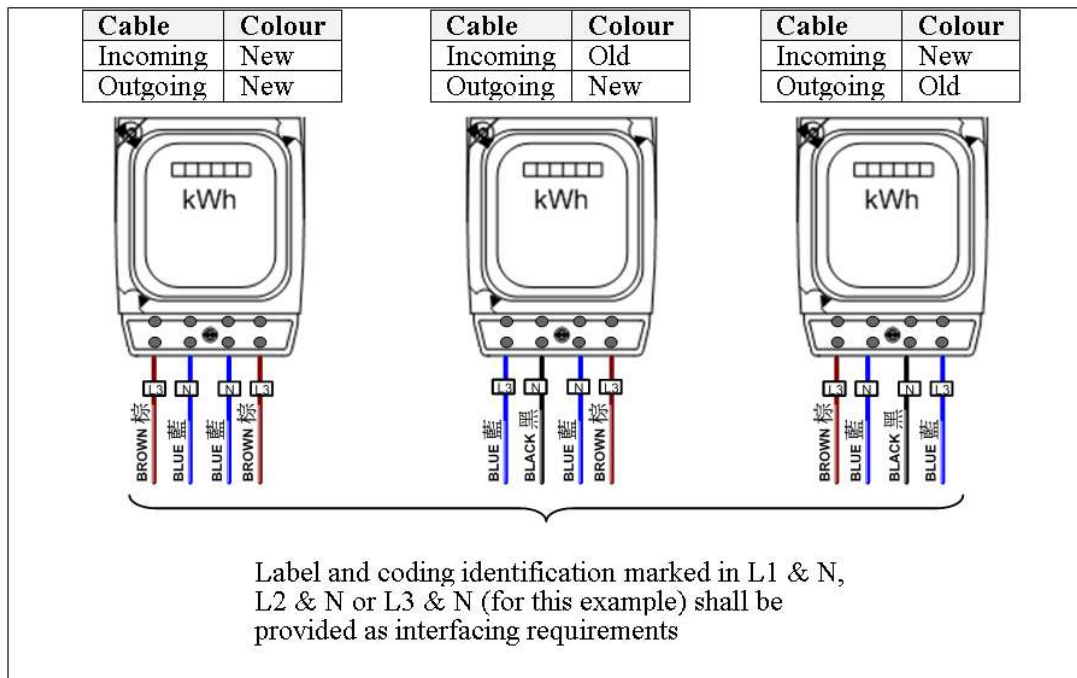 Cable Colour
Incoming New
Outgoing New
Cable Colour
Incoming Old
Outgoing New
Cable Colour
Incoming New
Outgoing Old
kWh
kWh
kWh
L3 N N L3
BROWN 棕
BLUE 藍
BLUE 藍
BROWN 棕
L3 N N L3
BLUE 藍
BLACK 黑
BLUE 藍
BROWN 棕
L3 N N L3
BROWN 棕
BLUE 藍
BLACK 黑
BLUE 藍
Label and coding identification marked in L1 & N,
L2 & N or L3 & N (for this example) shall be
provided as interfacing requirements